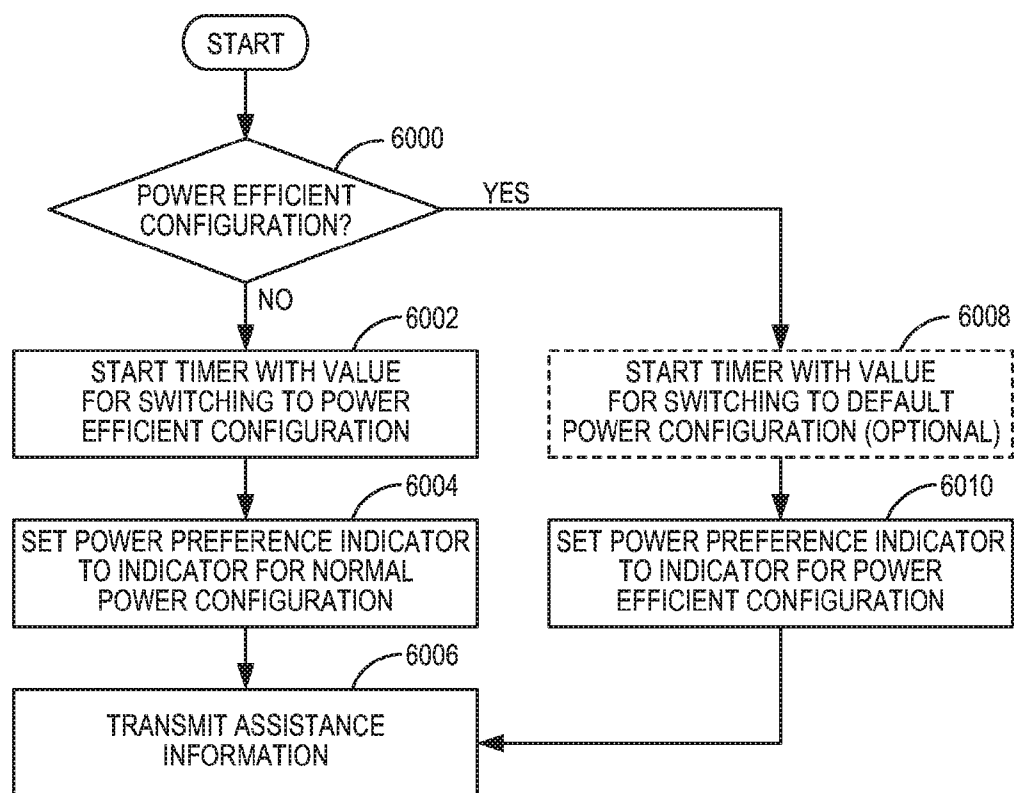 START
6000
POWER EFFICIENT
CONFIGURATION?
YES
NO
6002
START TIMER WITH VALUE
FOR SWITCHING TO POWER
EFFICIENT CONFIGURATION
6008
START TIMER WITH VALUE
FOR SWITCHING TO DEFAULT
POWER CONFIGURATION (OPTIONAL)
6004
SET POWER PREFERENCE INDICATOR
TO INDICATOR FOR NORMAL
POWER CONFIGURATION
6010
SET POWER PREFERENCE INDICATOR
TO INDICATOR FOR POWER
EFFICIENT CONFIGURATION
6006
TRANSMIT ASSISTANCE
INFORMATION